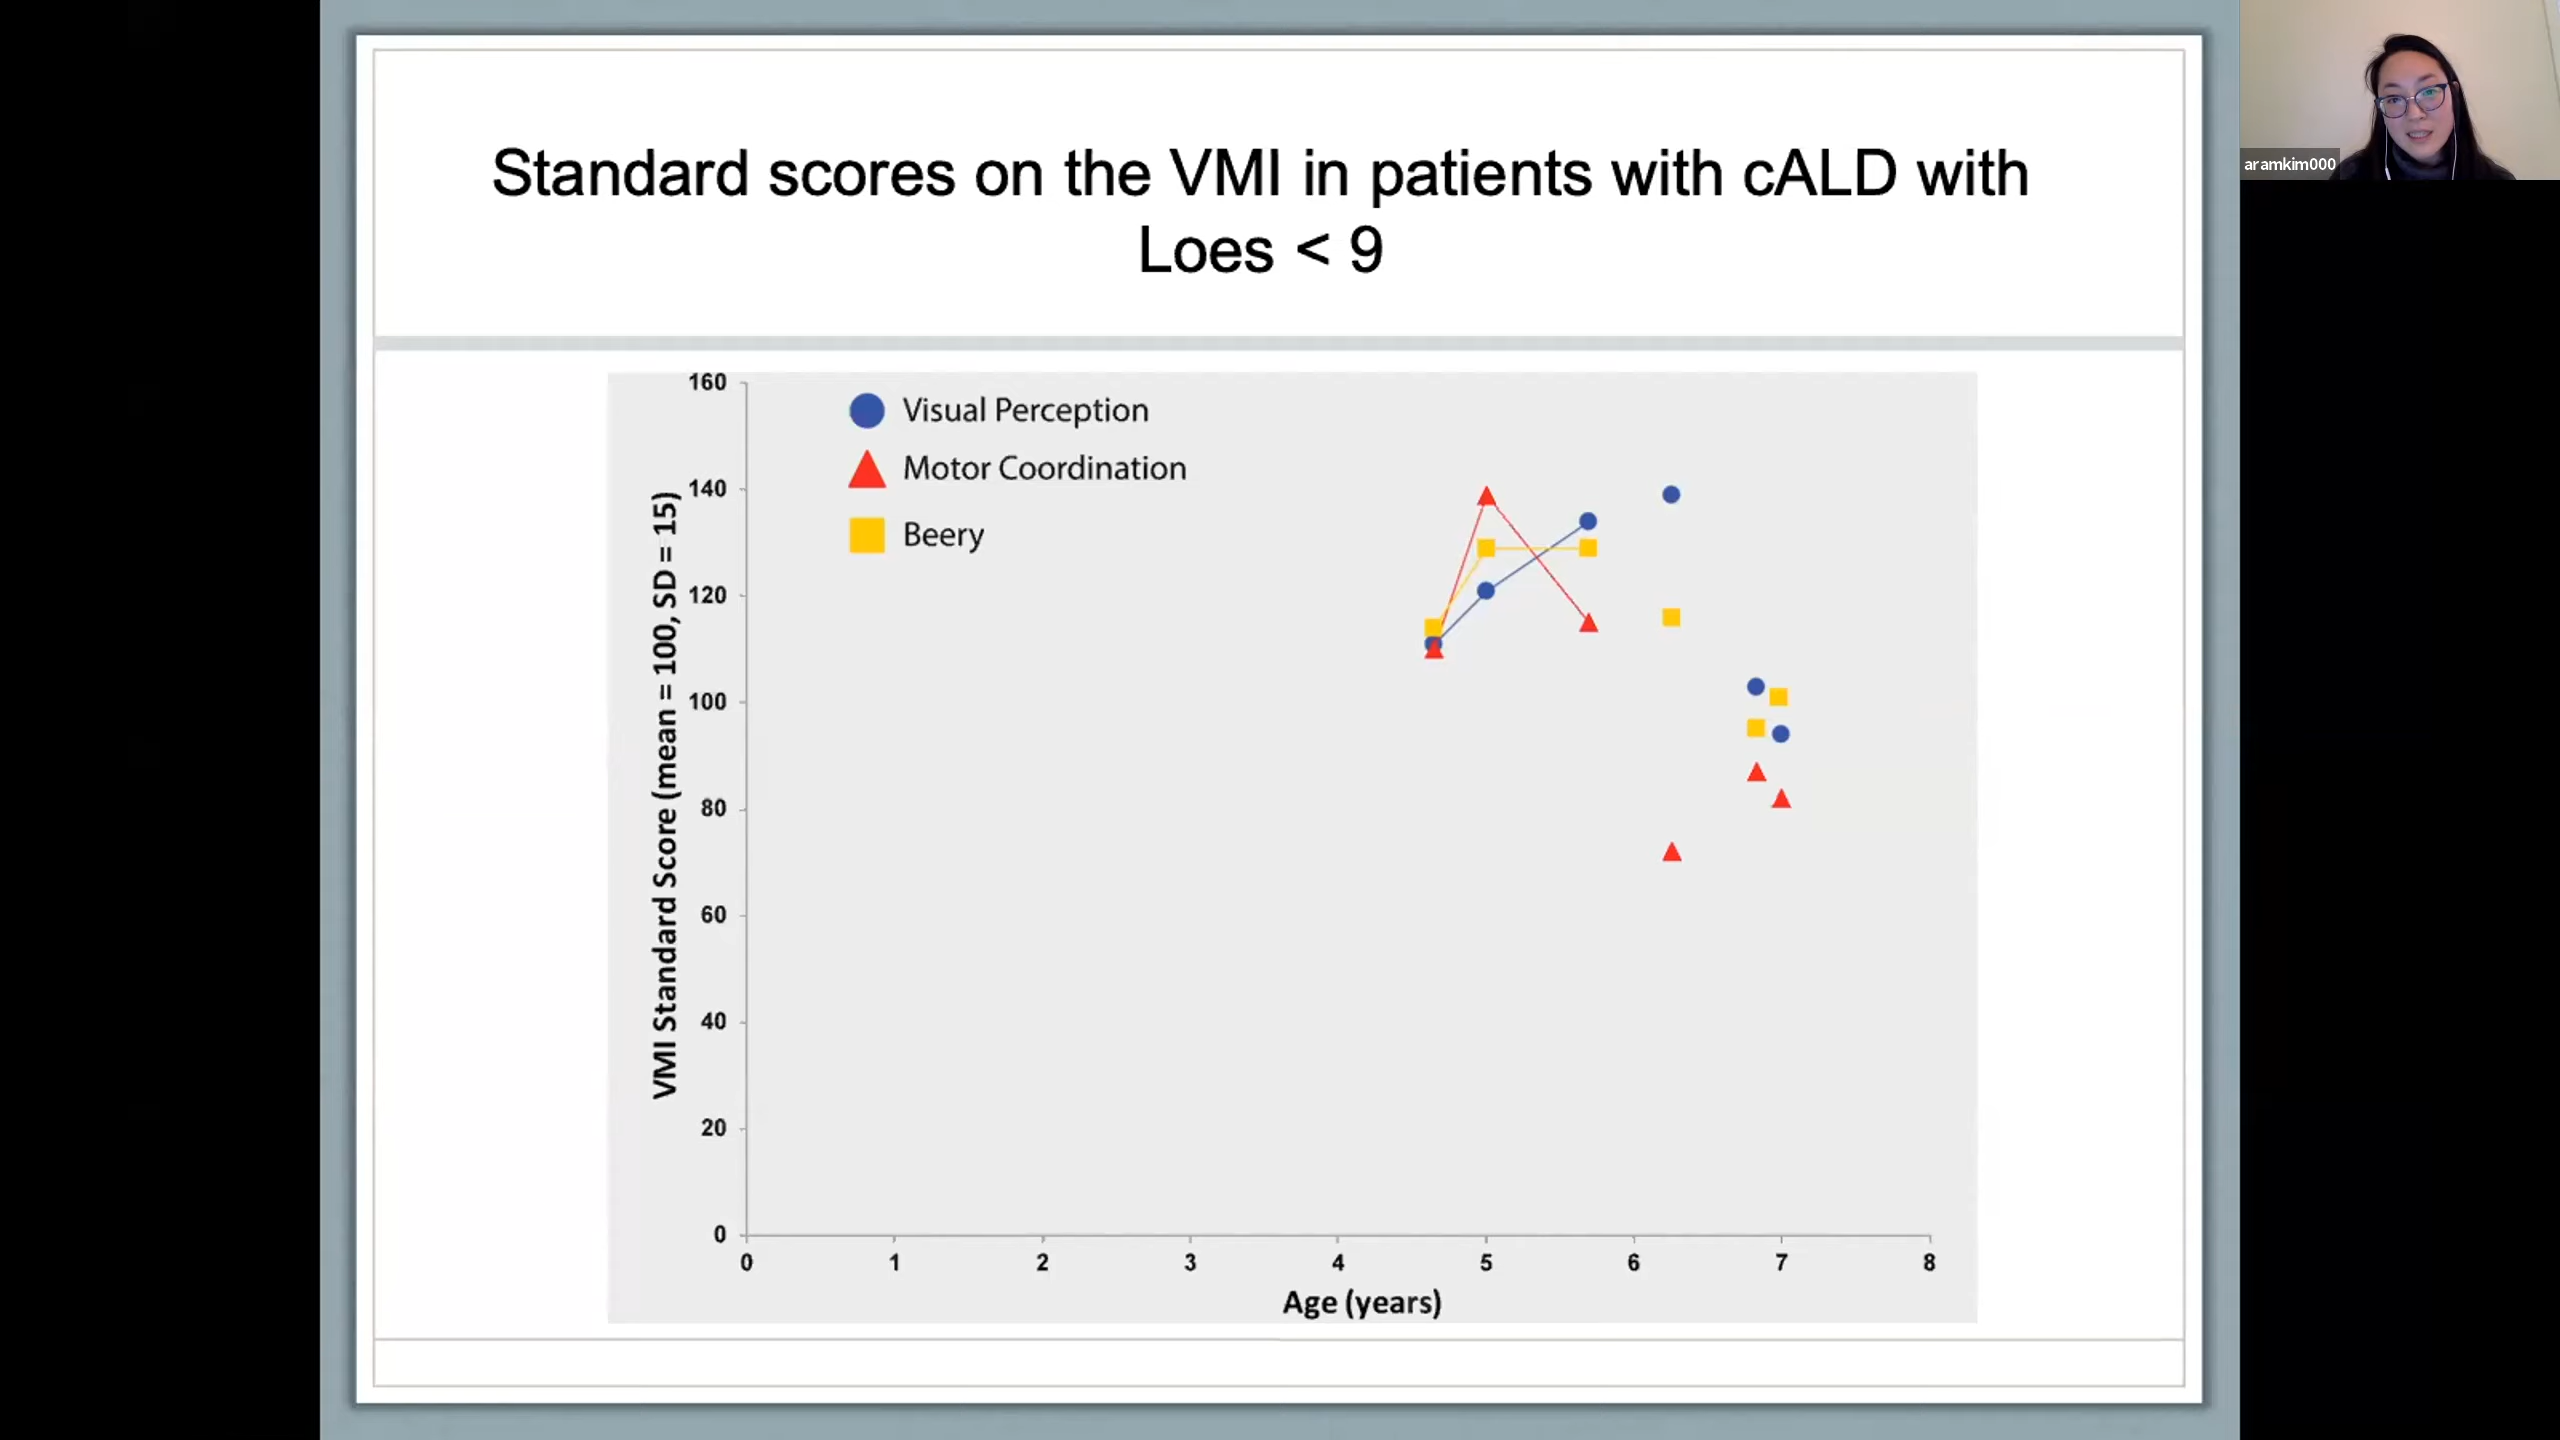 Standard scores on the VMI in patients with cALD with
Loes < 9
aramkim000
Visual Perception
Motor Coordination
Beery
VMI Standard Score (mean = 100, SD = 15)
160
140
120
100
80
60
40
20
0
0 1 2 3 4 5 6 7 8
Age (years)